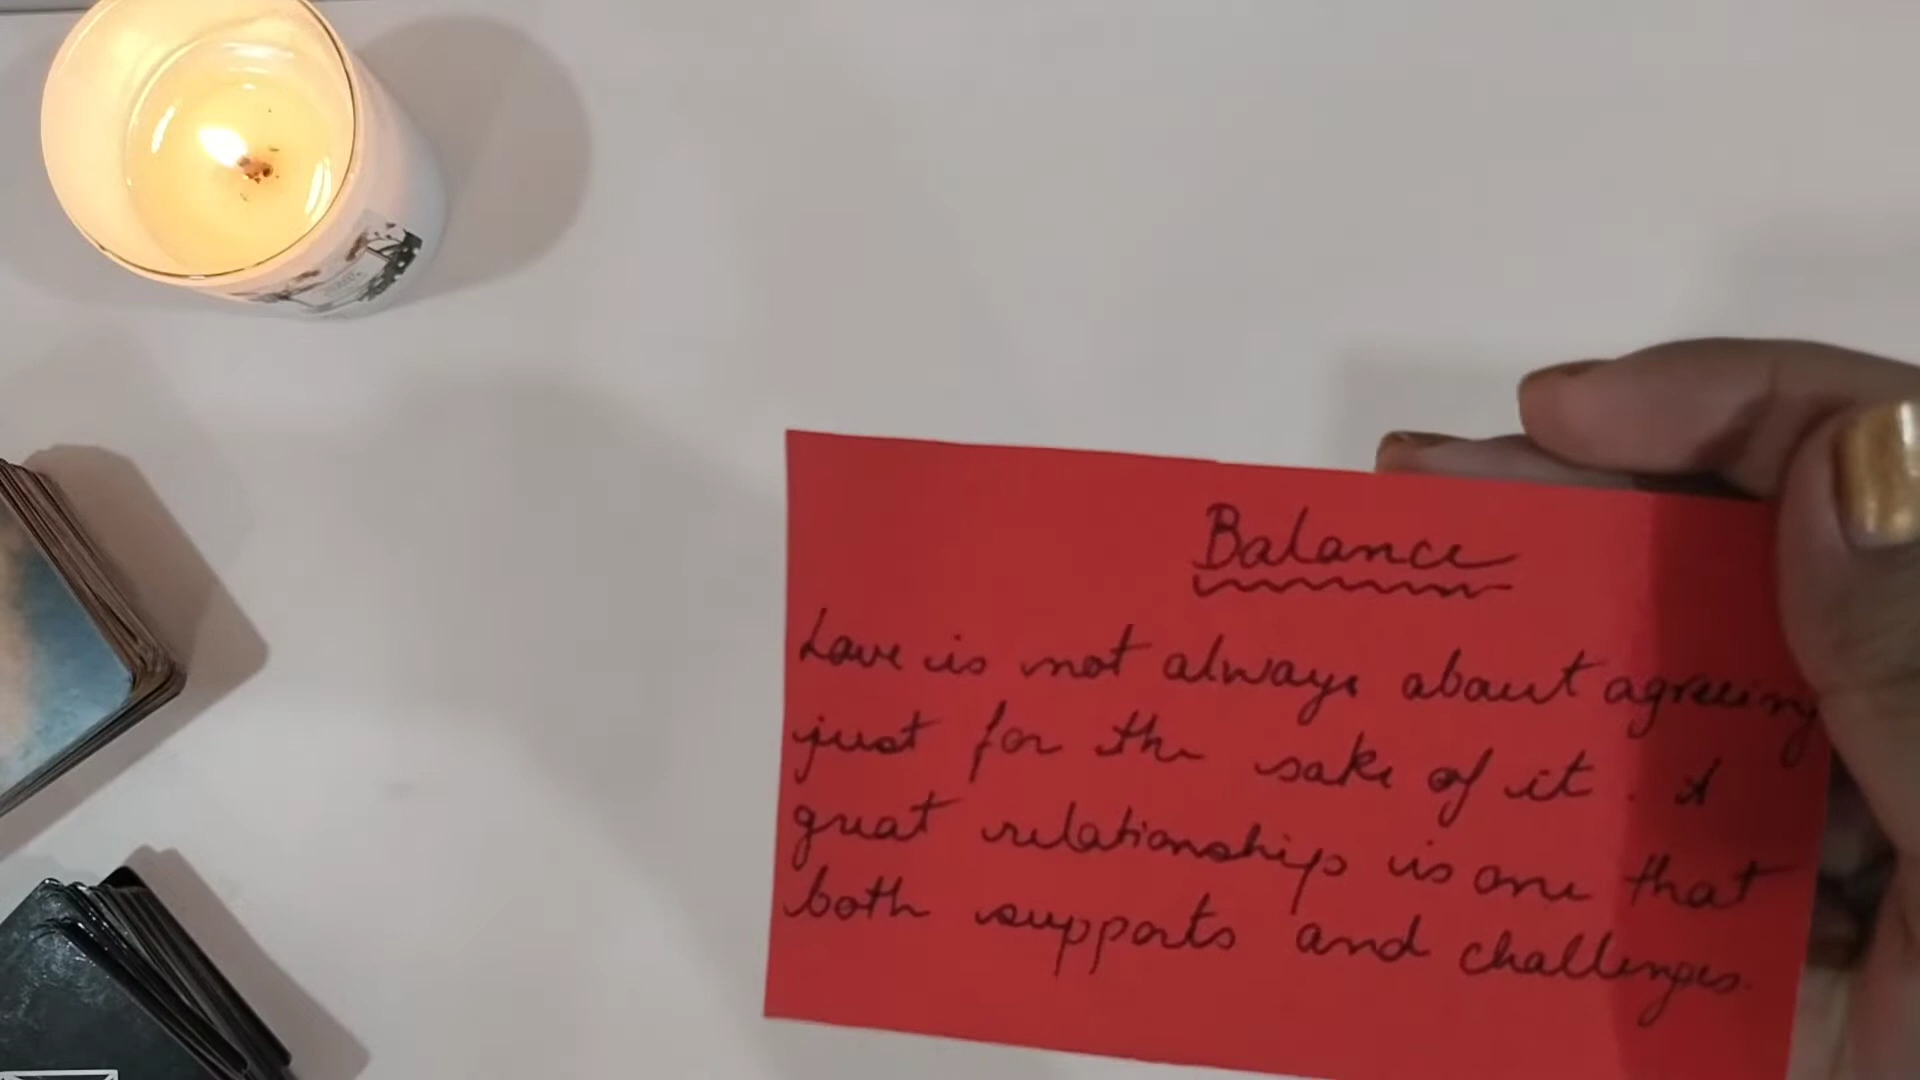 Balance
Love is not always about agreeing
just for the sake of it. A
great relationship is one that
both supports and challenges.